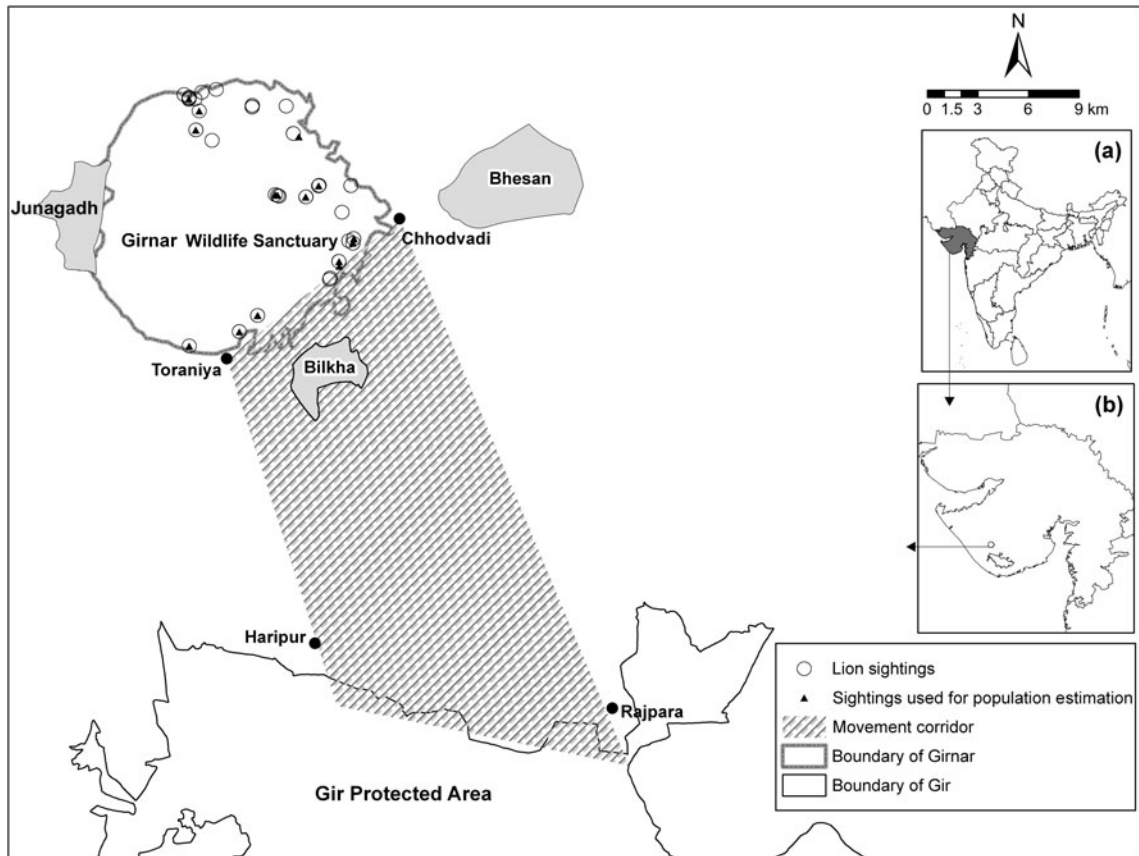 N
0 1.5 3 6 9 km
(a)
Bhesan
Junagadh
Girnar Wildlife Sanctuary
Chhodvadi
Toraniya
Bilkha
(b)
Haripur
Rajpara
Gir Protected Area
Lion sightings
Sightings used for population estimation
Movement corridor
Boundary of Girnar
Boundary of Gir